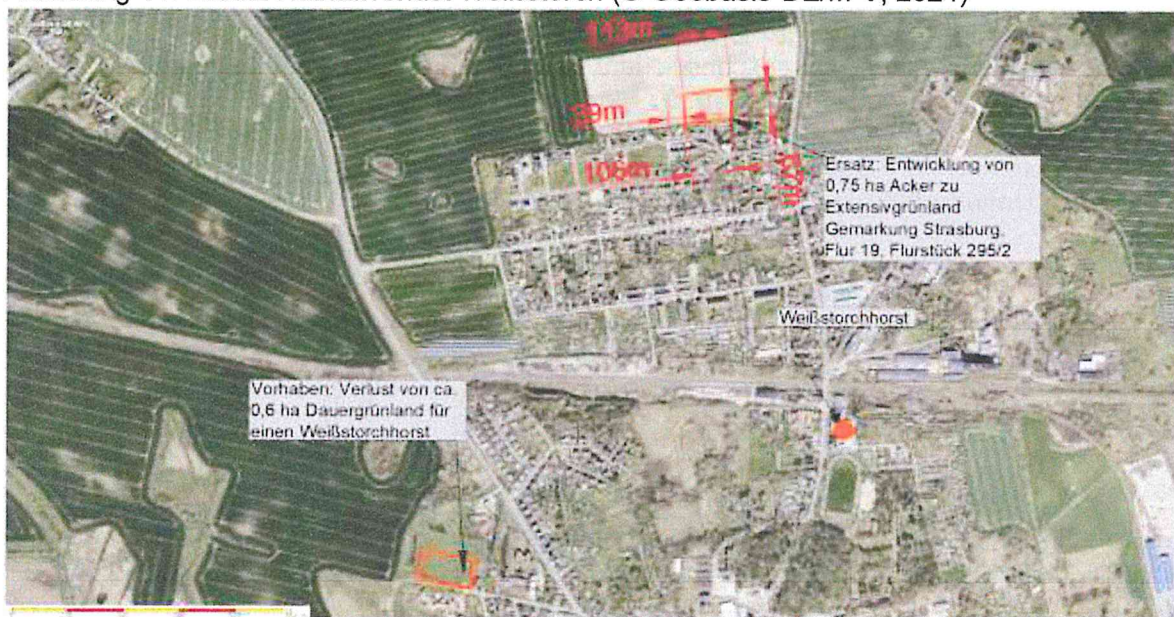 113m
99m
106m
Ersatz: Entwicklung von
0,75 ha Acker zu
Extensivgrünland
Gemarkung Strasburg,
Flur 19, Flurstück 295/2
Weißstorchhorst
Vorhaben: Verlust von ca.
0,6 ha Dauergrünland für
einen Weißstorchhorst